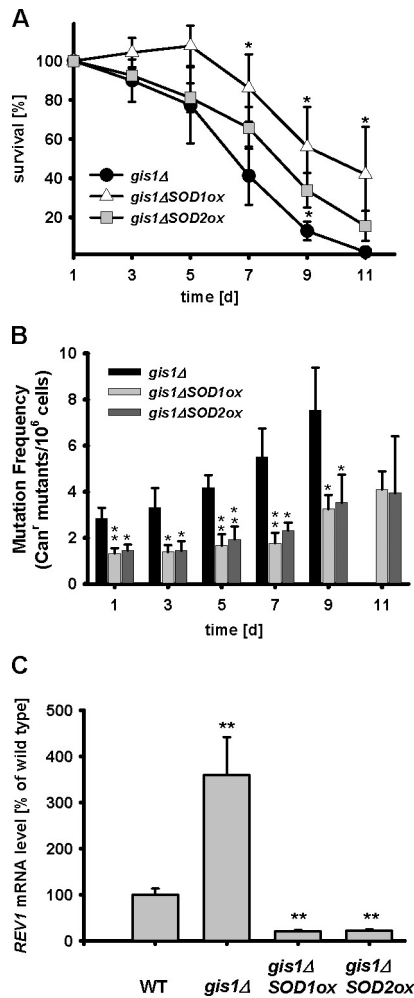 A
survival [%]
100
80
60
40
20
gis1Δ
gis1ΔSOD1ox
gis1ΔSOD2ox
* * * *
1 3 5 7 9 11
time [d]
B
Mutation Frequency
(Canʳ mutants/10⁶ cells)
10
8
6
4
2
0
gis1Δ
gis1ΔSOD1ox
gis1ΔSOD2ox
** * * * ** ** ** * * *
1 3 5 7 9 11
time [d]
C
REV1 mRNA level [% of wild type]
500
400
300
200
100
0
** ** **
WT
gis1Δ
gis1Δ
SOD1ox
gis1Δ
SOD2ox